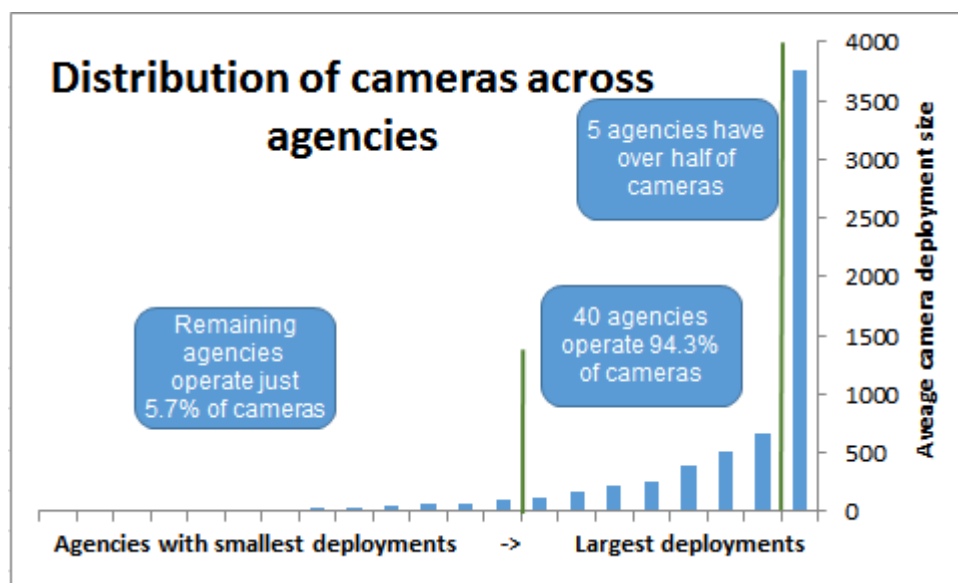 Distribution of cameras across
agencies
5 agencies have
over half of
cameras
Remaining
agencies
operate just
5.7% of cameras
40 agencies
operate 94.3%
of cameras
4000
3500
3000
2500
2000
1500
1000
500
0
Aveage camera deployment size
Agencies with smallest deployments -> Largest deployments